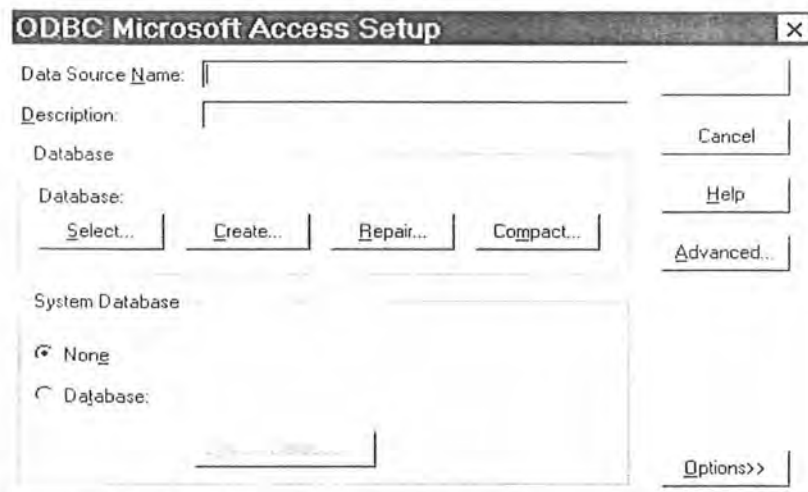 ODBC Microsoft Access Setup
Data Source Name:
Description:
Cancel
Database
Database:
Help
Select...
Create...
Repair...
Compact...
Advanced...
System Database
None
Database:
Options>>